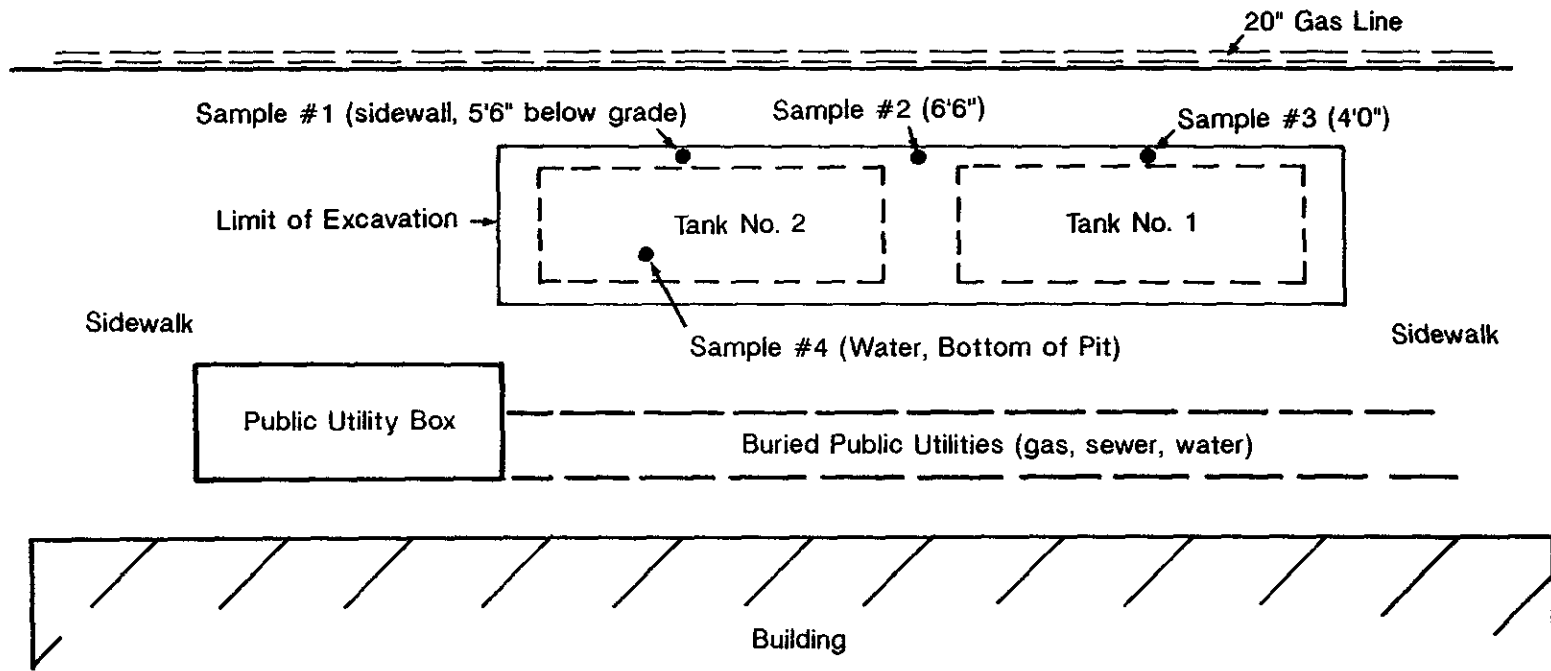 20" Gas Line
Sample #1 (sidewall, 5'6" below grade)
Sample #2 (6'6")
Sample #3 (4'0")
Limit of Excavation
Tank No. 2
Tank No. 1
Sidewalk
Sample #4 (Water, Bottom of Pit)
Sidewalk
Public Utility Box
Buried Public Utilities (gas, sewer, water)
Building